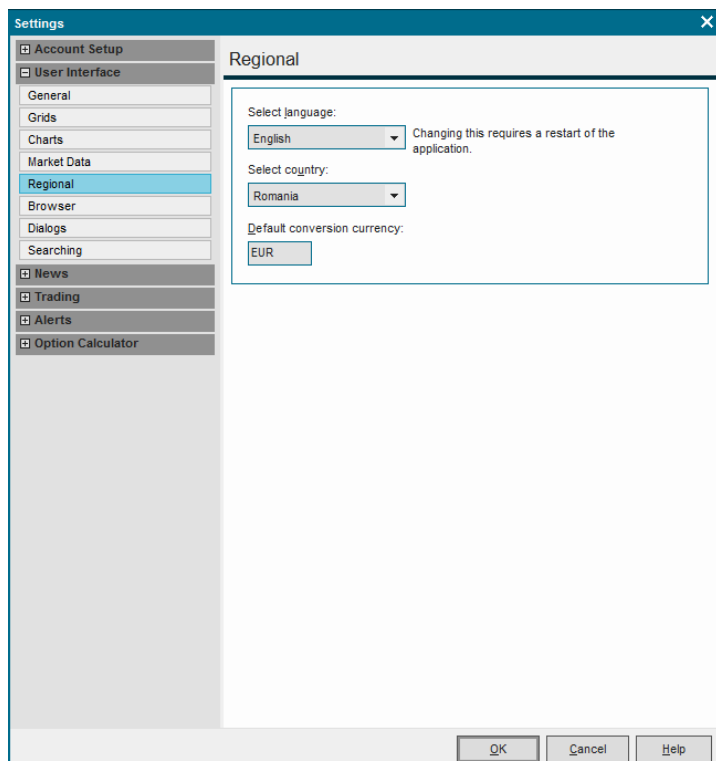 Settings
Account Setup
User Interface
General
Grids
Charts
Market Data
Regional
Browser
Dialogs
Searching
News
Trading
Alerts
Option Calculator
Regional
Select language:
English
Changing this requires a restart of the
application.
Select country:
Romania
Default conversion currency:
EUR
OK
Cancel
Help